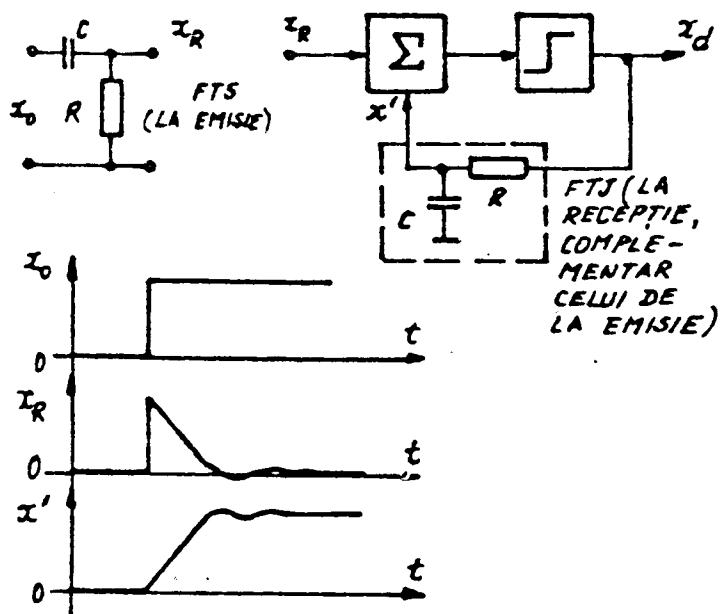 C
x_R
x_0
R
FTS
(LA EMISIE)
x_R
Σ
x_d
x'
R
C
FTJ (LA
RECEPTIE,
COMPLE-
MENTAR
CELUI DE
LA EMISIE)
x_0
0
t
x_R
0
t
x'
0
t